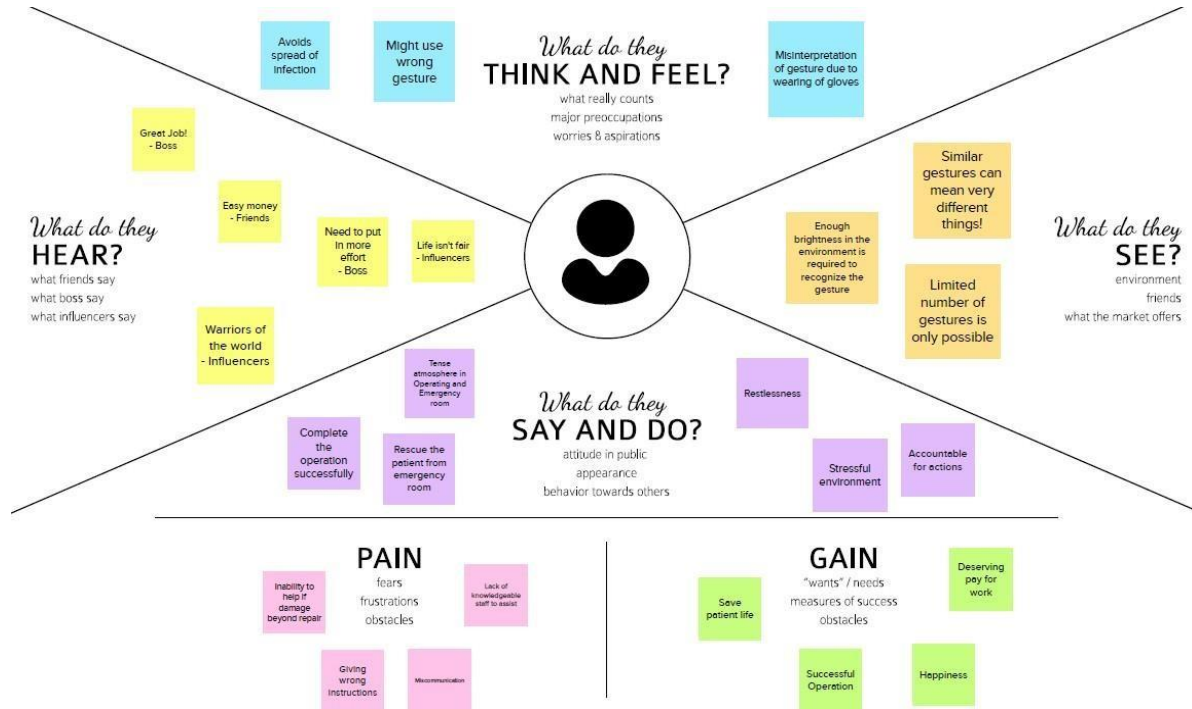 What do they
THINK AND FEEL?
what really counts
major preoccupations
worries & aspirations
Avoids
spread of
infection
Might use
wrong
gesture
Misinterpretation
of gesture due to
wearing of gloves
What do they
HEAR?
what friends say
what boss say
what influencers say
Great Job!
- Boss
Easy money
- Friends
Need to put
in more
effort
- Boss
Life isn't fair
- Influencers
Warriors of
the world
- Influencers
What do they
SEE?
environment
friends
what the market offers
Similar
gestures can
mean very
different
things!
Enough
brightness in the
environment is
required to
recognize the
gesture
Limited
number of
gestures is
only possible
What do they
SAY AND DO?
attitude in public
appearance
behavior towards others
Tense
atmosphere in
Operating and
Emergency
room
Complete
the
operation
successfully
Rescue the
patient from
emergency
room
Restlessness
Stressful
environment
Accountable
for actions
PAIN
fears
frustrations
obstacles
Inability to
help if
damage
beyond repair
Lack of
knowledgeable
staff to assist
Giving
wrong
instructions
Miscommunication
GAIN
"wants" / needs
measures of success
obstacles
Save
patient life
Deserving
pay for
work
Successful
Operation
Happiness